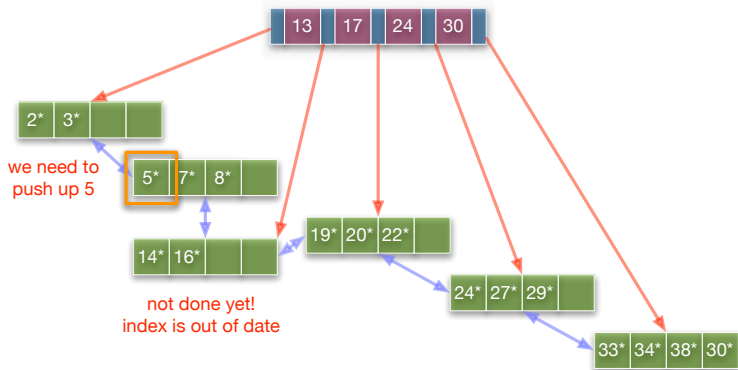 13 17 24 30
2* 3*
we need to
push up 5
5* 7* 8*
14* 16*
19* 20* 22*
not done yet!
index is out of date
24* 27* 29*
33* 34* 38* 30*